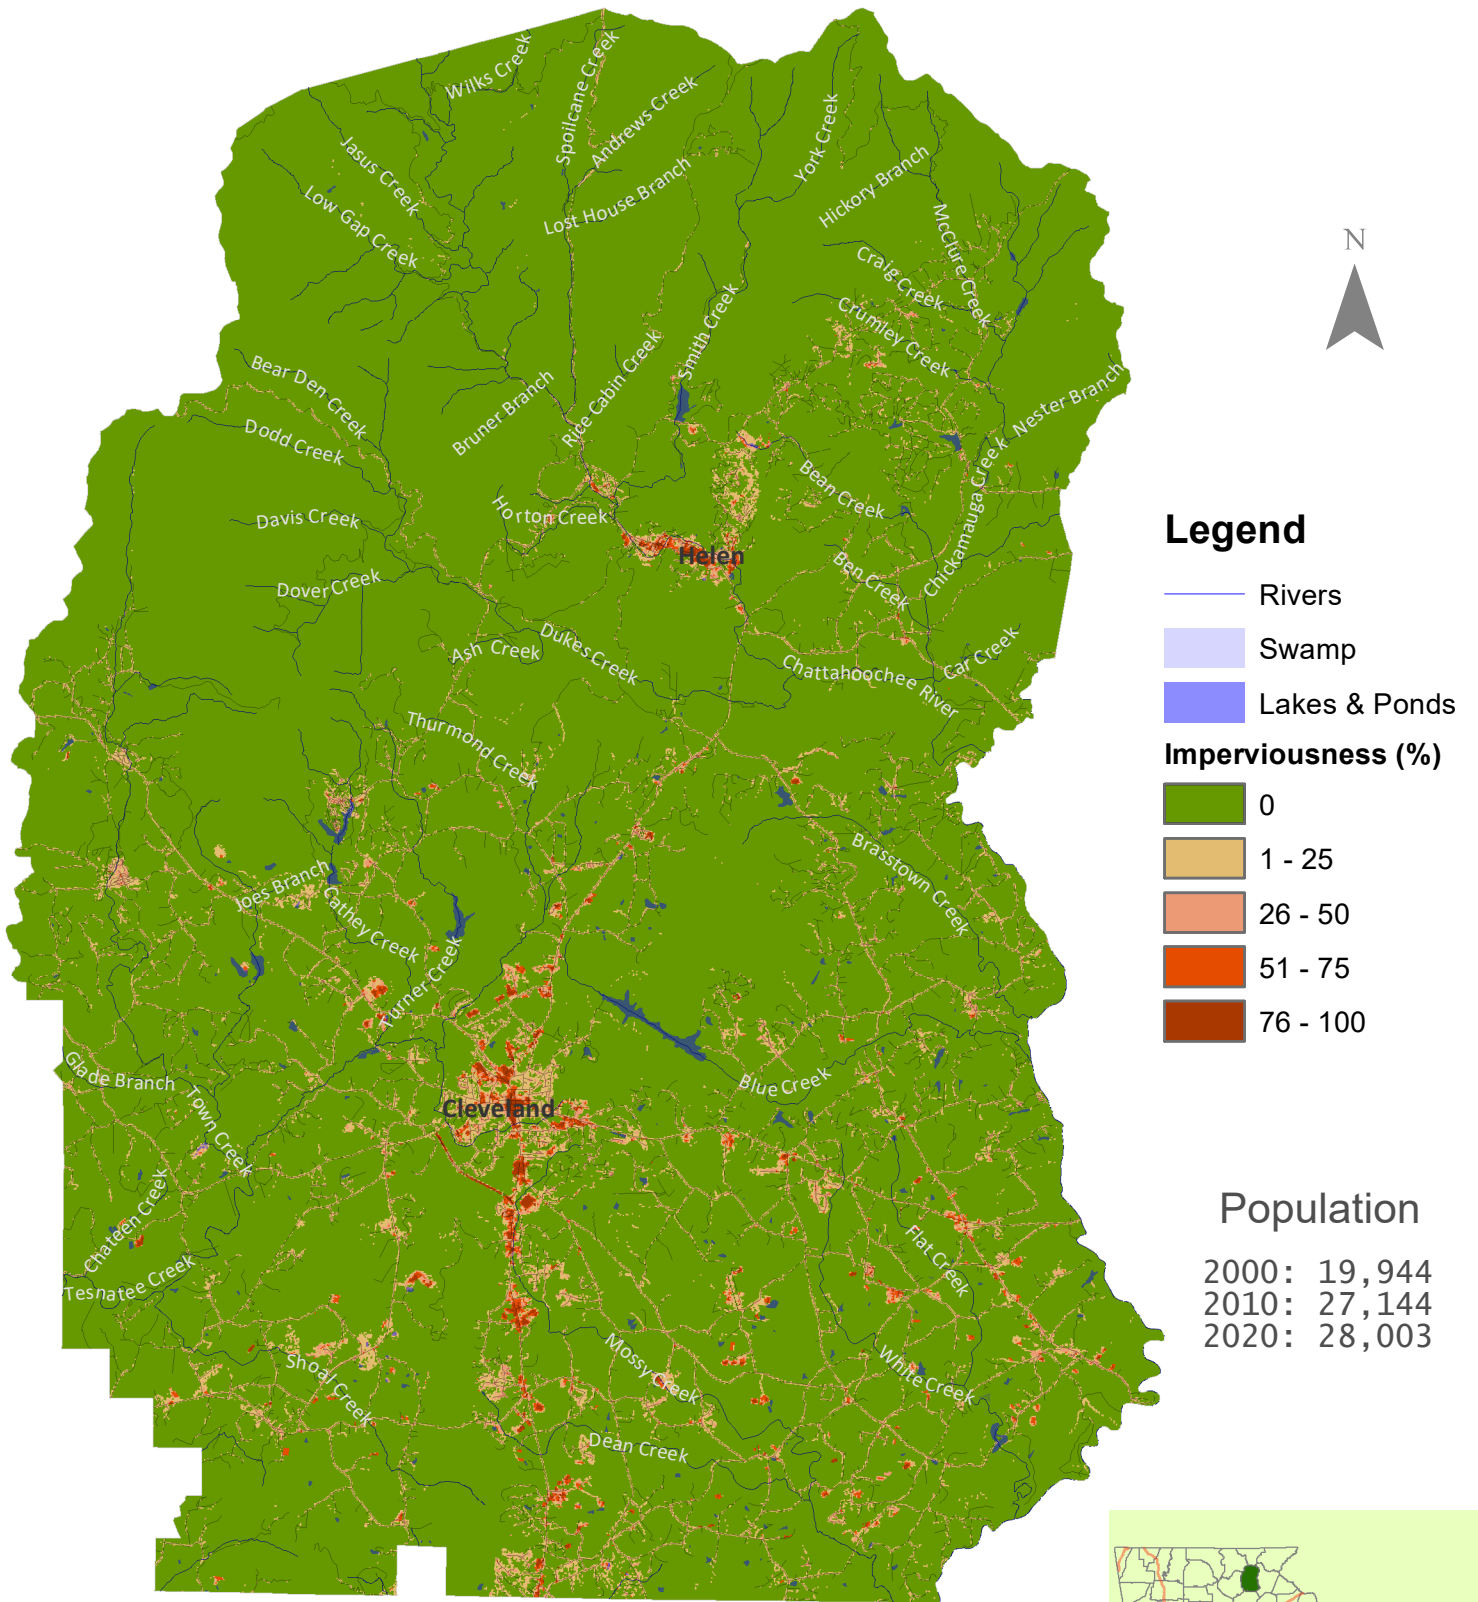 Wilks Creek
Spoilcane Creek
Andrews Creek
York Creek
Jasus Creek
Lost House Branch
Hickory Branch
Low Gap Creek
McClure Creek
Craig Creek
Crumley Creek
Smith Creek
Rice Cabin Creek
Bruner Branch
Bear Den Creek
Dodd Creek
Nester Branch
Bean Creek
Chickamauga Creek
Horton Creek
Davis Creek
Helen
Ben Creek
Dover Creek
Dukes Creek
Ash Creek
Car Creek
Chattahoochee River
Thurmond Creek
Brasstown Creek
Joes Branch
Cathey Creek
Turner Creek
Blue Creek
Glade Branch
Cleveland
Town Creek
Chateen Creek
Tesnatee Creek
Flat Creek
Shoal Creek
Mossy Creek
White Creek
Dean Creek
N
Legend
Rivers
Swamp
Lakes & Ponds
Imperviousness (%)
0
1 - 25
26 - 50
51 - 75
76 - 100
Population
2000: 19,944
2010: 27,144
2020: 28,003